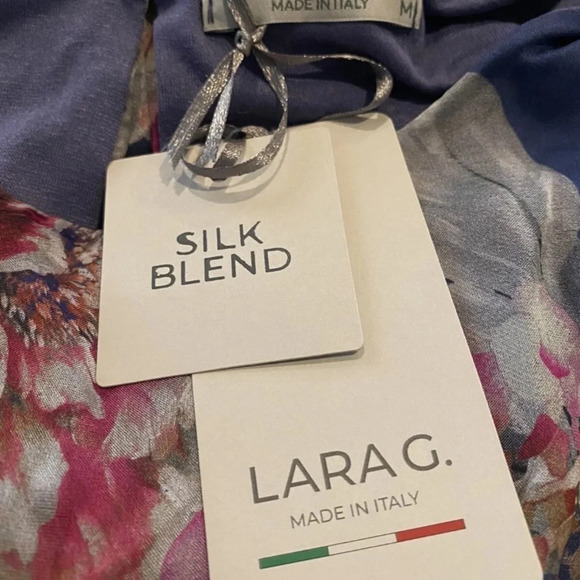 MADE IN ITALY
M
SILK
BLEND
LARA G.
MADE IN ITALY